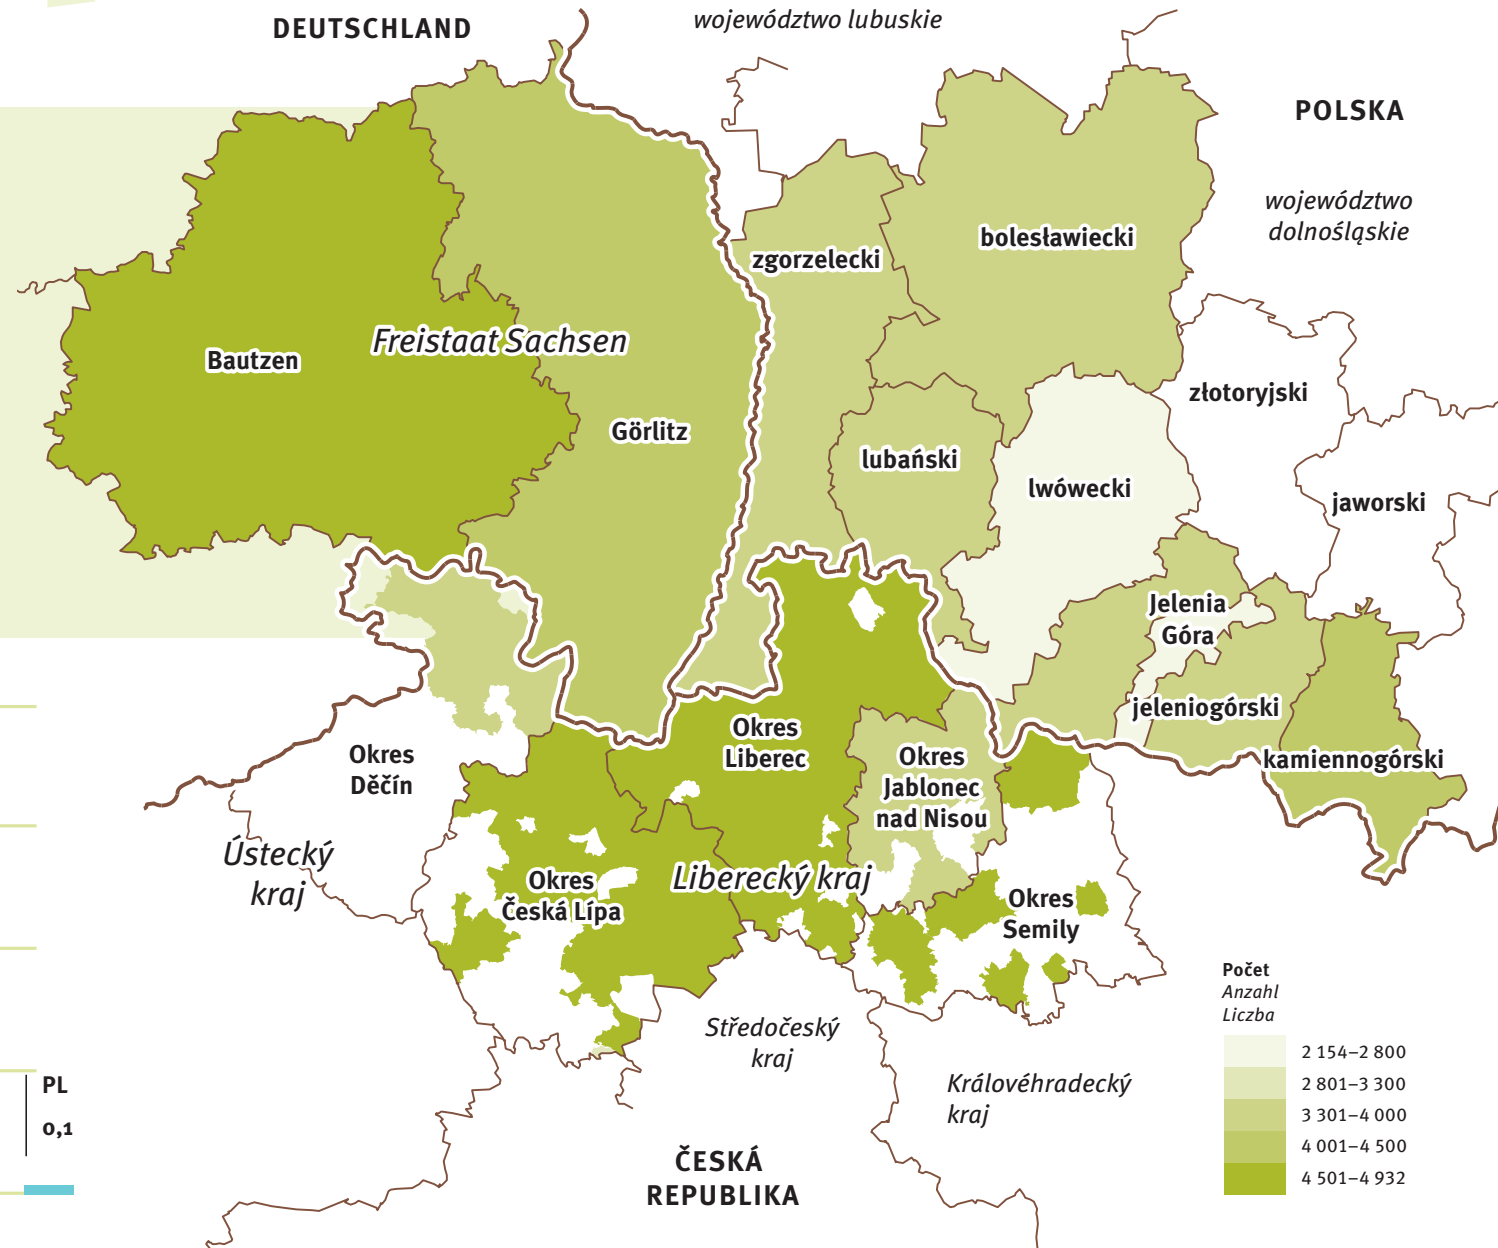 DEUTSCHLAND
województwo lubuskie
POLSKA
województwo
dolnośląskie
bolesławiecki
zgorzelecki
Freistaat Sachsen
Bautzen
Görlitz
złotoryjski
lubański
lwówecki
jaworski
Jelenia
Góra
jeleniogórski
kamiennogórski
Okres
Liberec
Okres
Děčín
Okres
Jablonec
nad Nisou
Ústecký
kraj
Liberecký kraj
Okres
Česká Lípa
Okres
Semily
Středočeský
kraj
Královéhradecký
kraj
ČESKÁ
REPUBLIKA
PL
0,1
Počet
Anzahl
Liczba
2 154–2 800
2 801–3 300
3 301–4 000
4 001–4 500
4 501–4 932